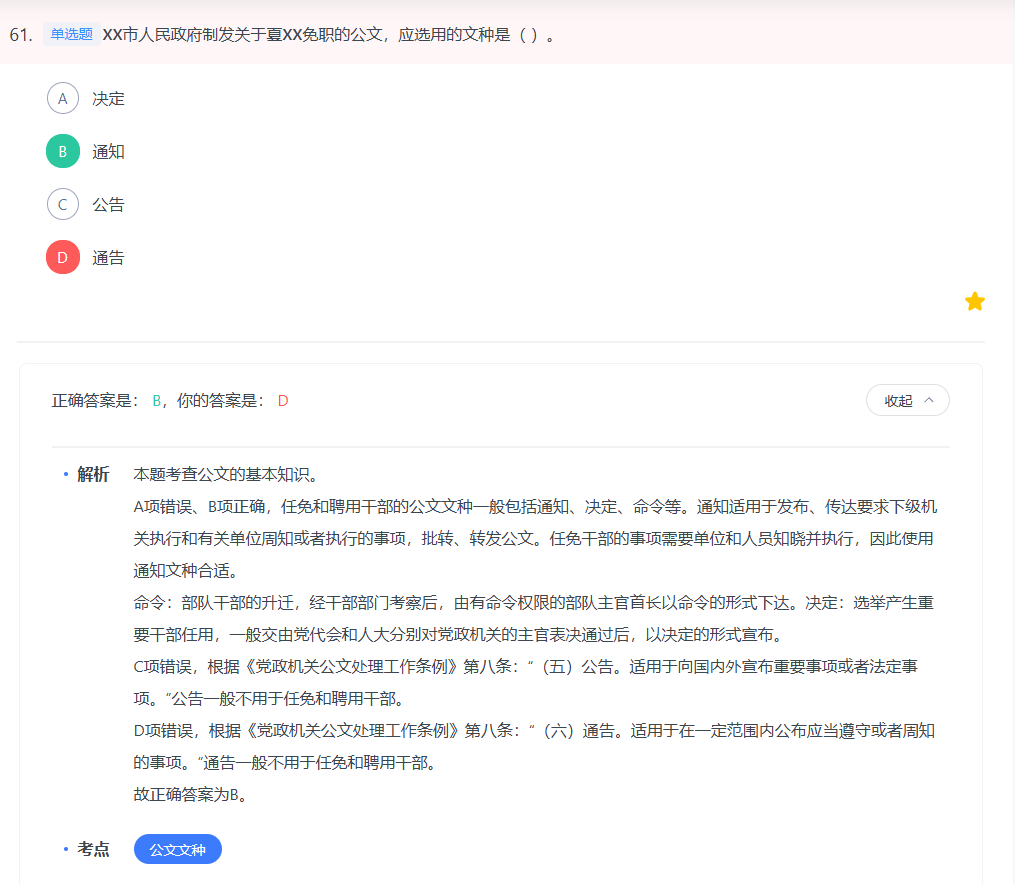 61. 单选题 XX市人民政府制发关于夏XX免职的公文，应选用的文种是（ ）。
A 决定
B 通知
C 公告
D 通告
正确答案是： B，你的答案是： D
收起
解析 本题考查公文的基本知识。
A项错误、B项正确，任免和聘用干部的公文文种一般包括通知、决定、命令等。通知适用于发布、传达要求下级机
关执行和有关单位周知或者执行的事项，批转、转发公文。任免干部的事项需要单位和人员知晓并执行，因此使用
通知文种合适。
命令：部队干部的升迁，经干部部门考察后，由有命令权限的部队主官首长以命令的形式下达。决定：选举产生重
要干部任用，一般交由党代会和人大分别对党政机关的主官表决通过后，以决定的形式宣布。
C项错误，根据《党政机关公文处理工作条例》第八条：“（五）公告。适用于向国内外宣布重要事项或者法定事
项。”公告一般不用于任免和聘用干部。
D项错误，根据《党政机关公文处理工作条例》第八条：“（六）通告。适用于在一定范围内公布应当遵守或者周知
的事项。”通告一般不用于任免和聘用干部。
故正确答案为B。
考点 公文文种